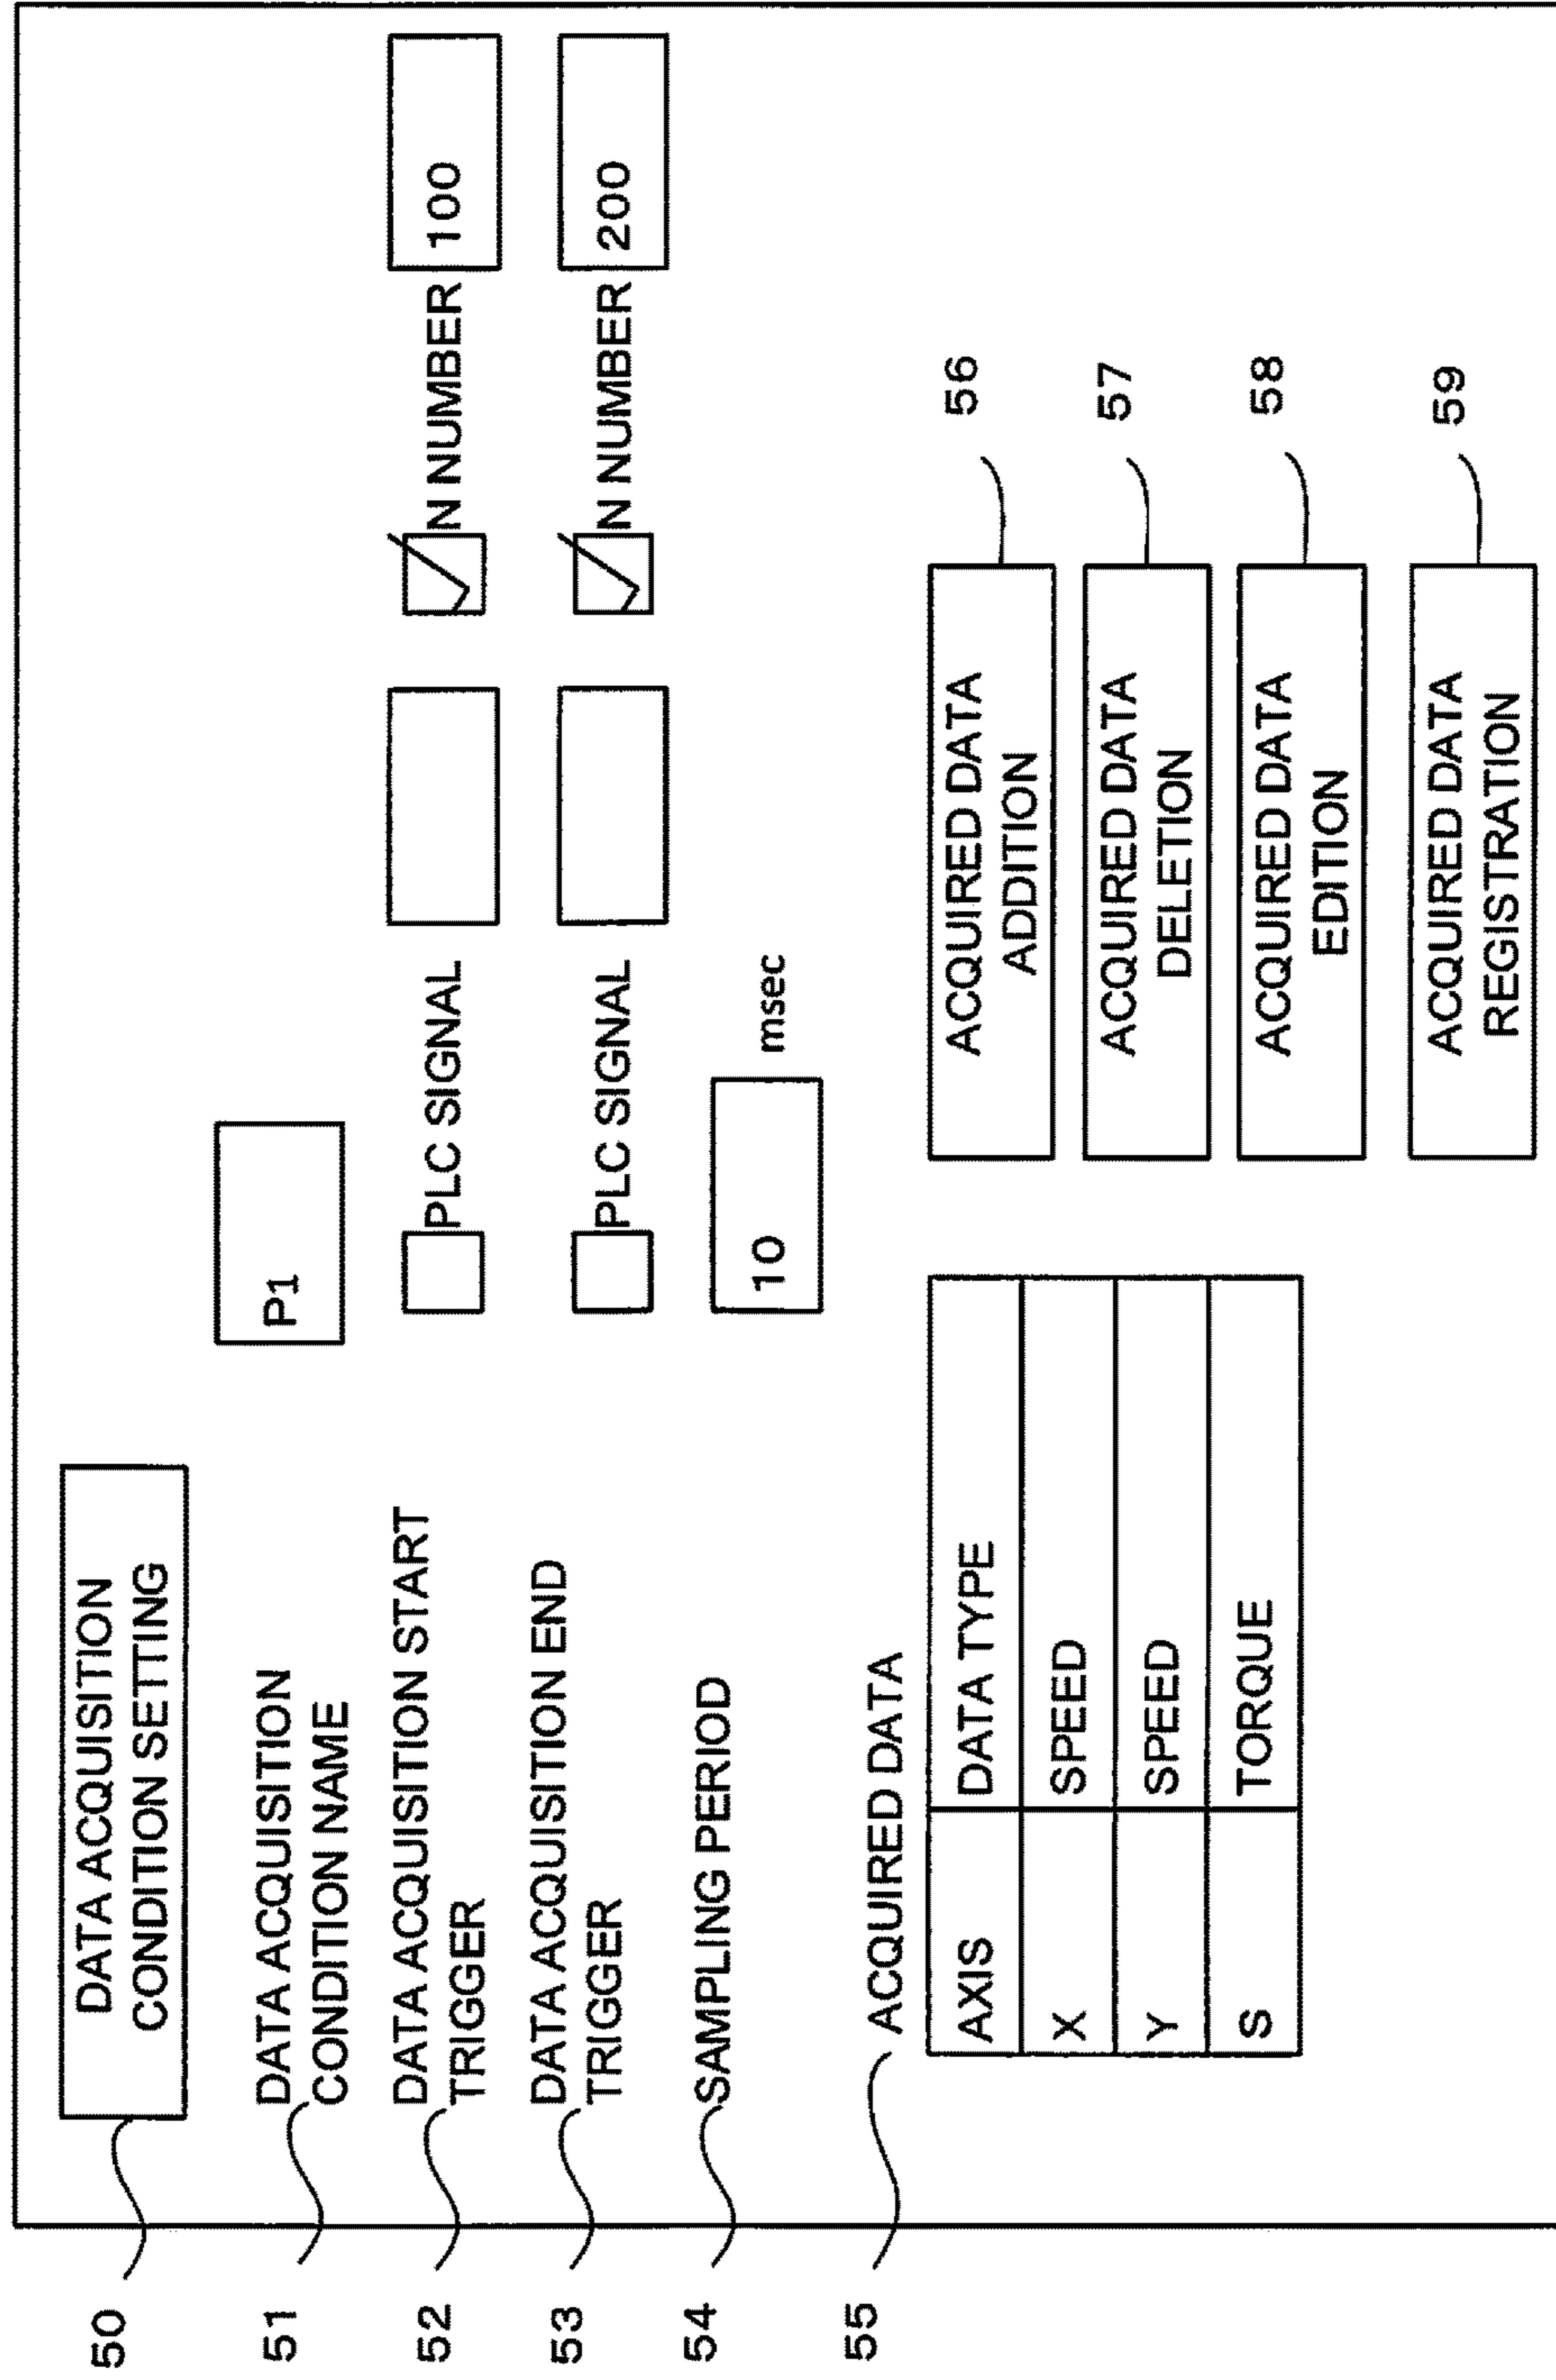 50
DATA ACQUISITION
CONDITION SETTING
51
DATA ACQUISITION
CONDITION NAME
P1
52
DATA ACQUISITION START
TRIGGER
PLC SIGNAL
N NUMBER
100
53
DATA ACQUISITION END
TRIGGER
PLC SIGNAL
N NUMBER
200
54
SAMPLING PERIOD
10
msec
55
ACQUIRED DATA
AXIS DATA TYPE
X SPEED
Y SPEED
S TORQUE
ACQUIRED DATA
ADDITION
56
ACQUIRED DATA
DELETION
57
ACQUIRED DATA
EDITION
58
ACQUIRED DATA
REGISTRATION
59